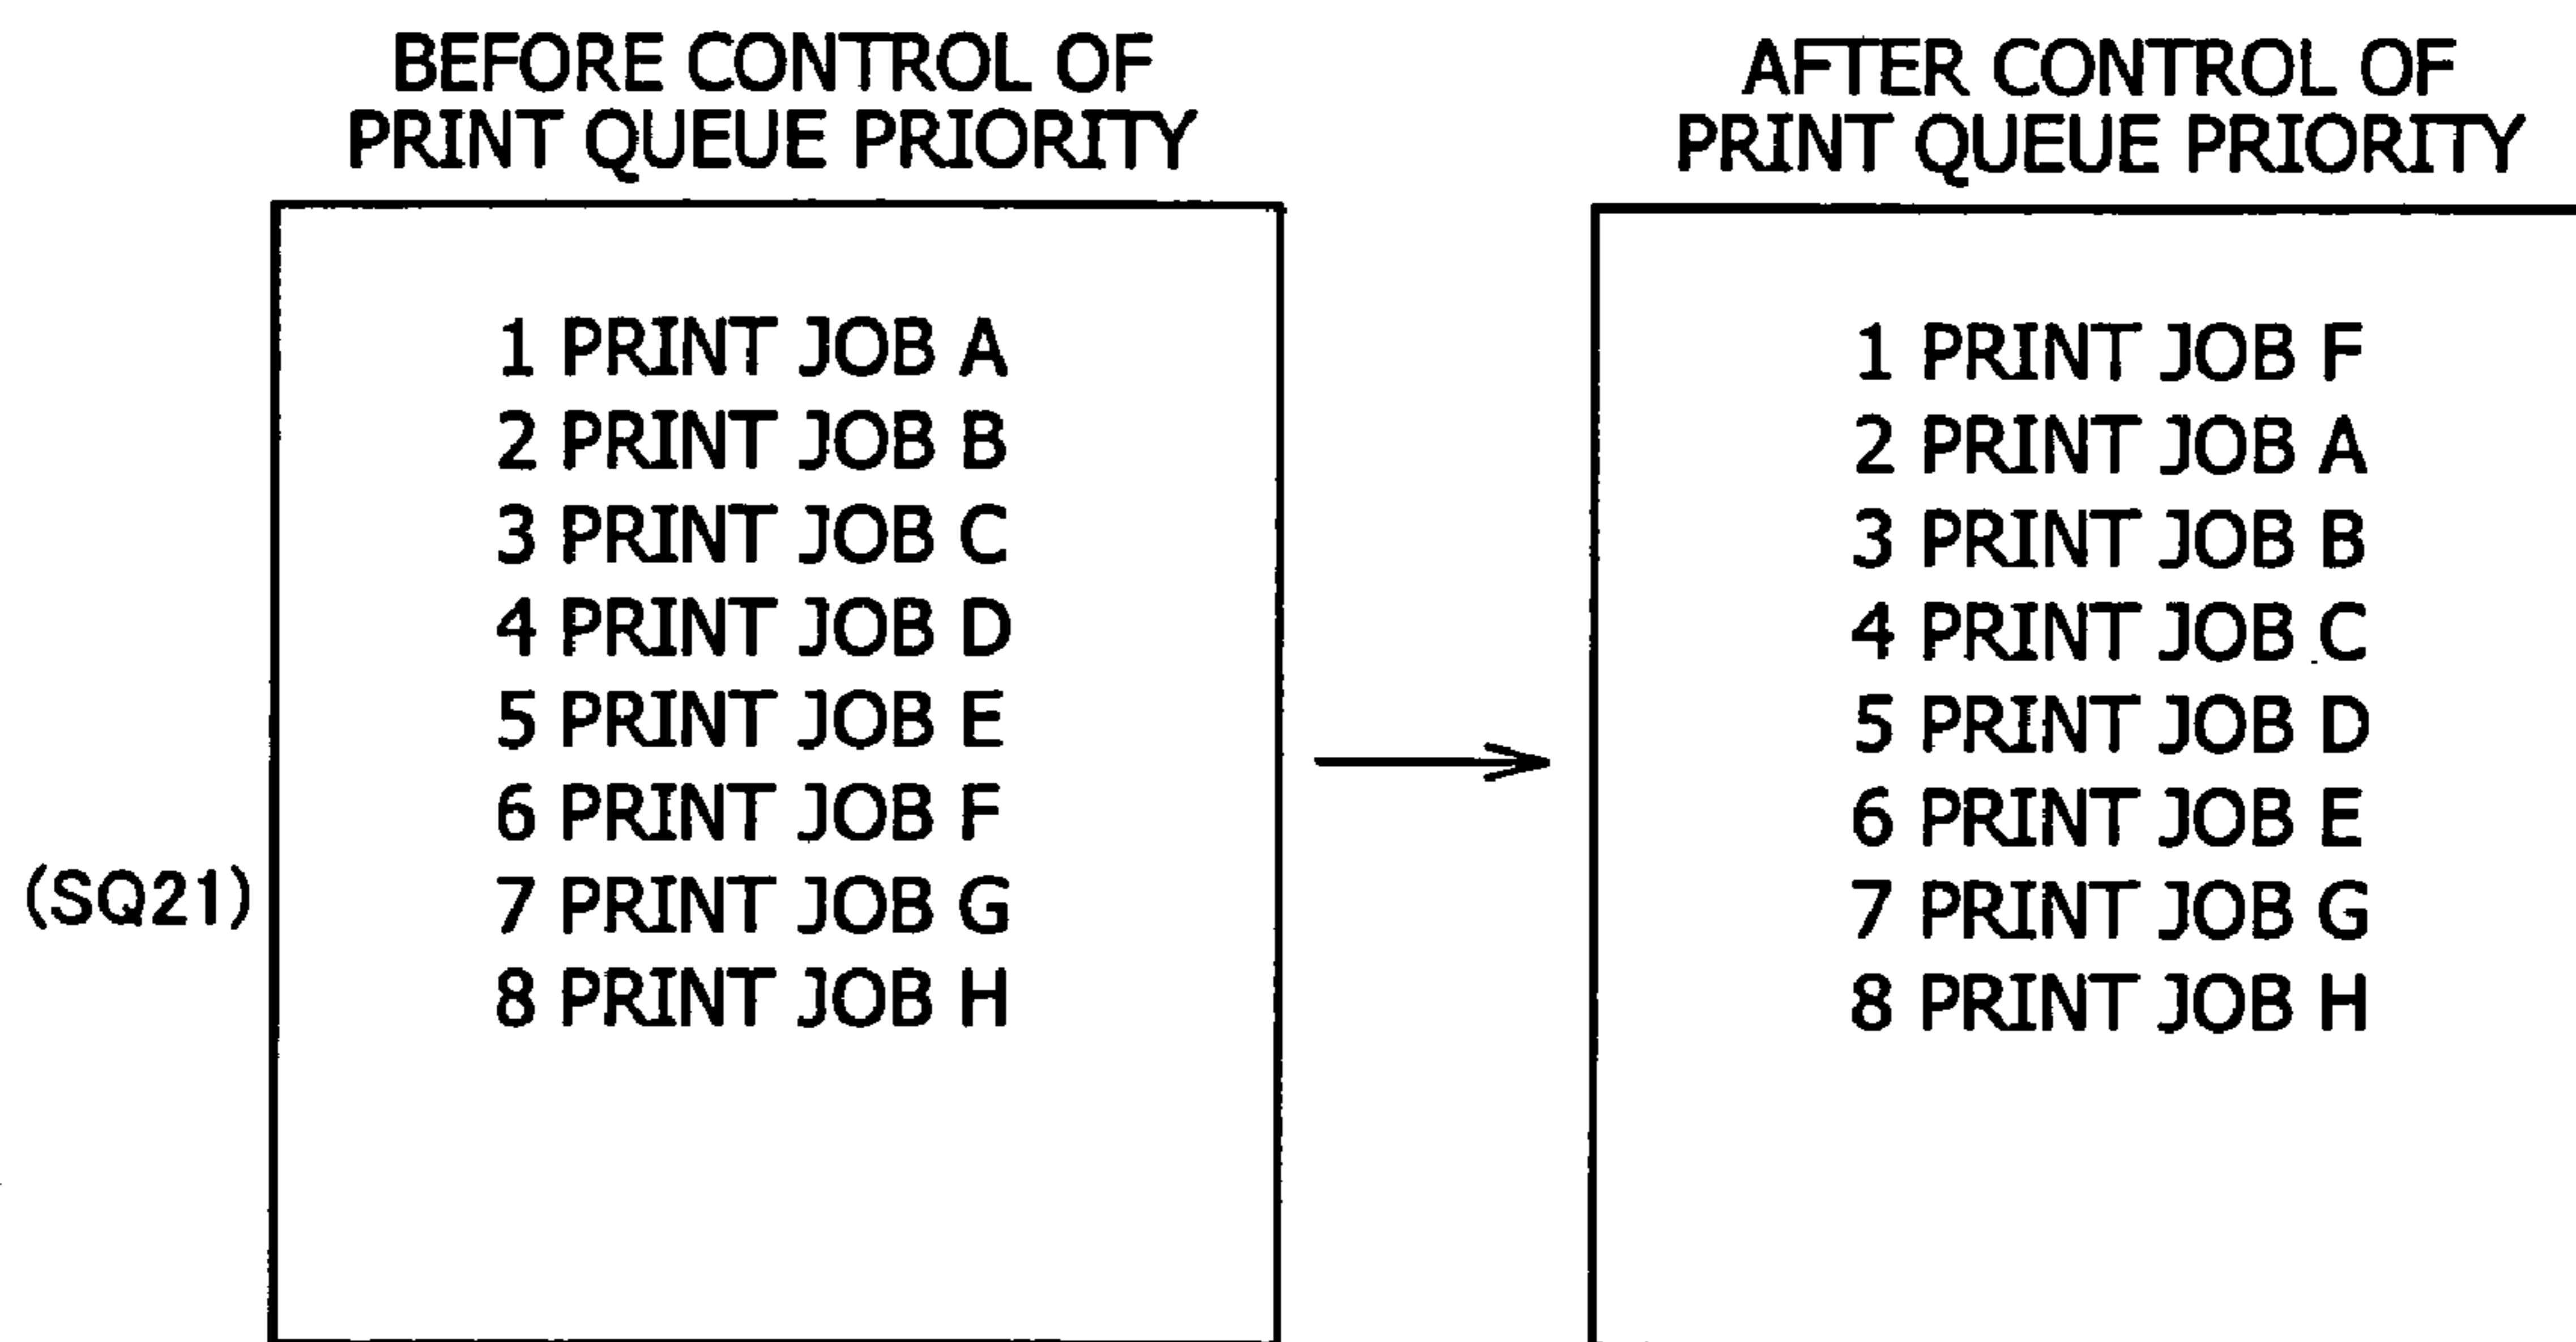 BEFORE CONTROL OF
PRINT QUEUE PRIORITY
1 PRINT JOB A
2 PRINT JOB B
3 PRINT JOB C
4 PRINT JOB D
5 PRINT JOB E
6 PRINT JOB F
7 PRINT JOB G
8 PRINT JOB H
(SQ21)
AFTER CONTROL OF
PRINT QUEUE PRIORITY
1 PRINT JOB F
2 PRINT JOB A
3 PRINT JOB B
4 PRINT JOB C
5 PRINT JOB D
6 PRINT JOB E
7 PRINT JOB G
8 PRINT JOB H